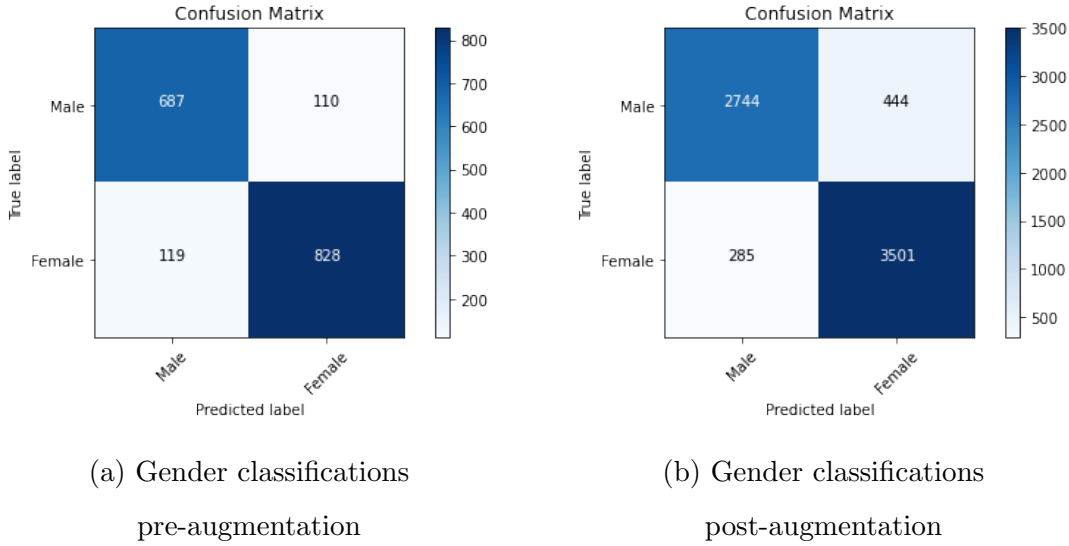 Confusion Matrix
Male
Female
True label
687
110
119
828
Male
Female
Predicted label
800
700
600
500
400
300
200
(a) Gender classifications
pre-augmentation
Confusion Matrix
Male
Female
True label
2744
444
285
3501
Male
Female
Predicted label
3500
3000
2500
2000
1500
1000
500
(b) Gender classifications
post-augmentation